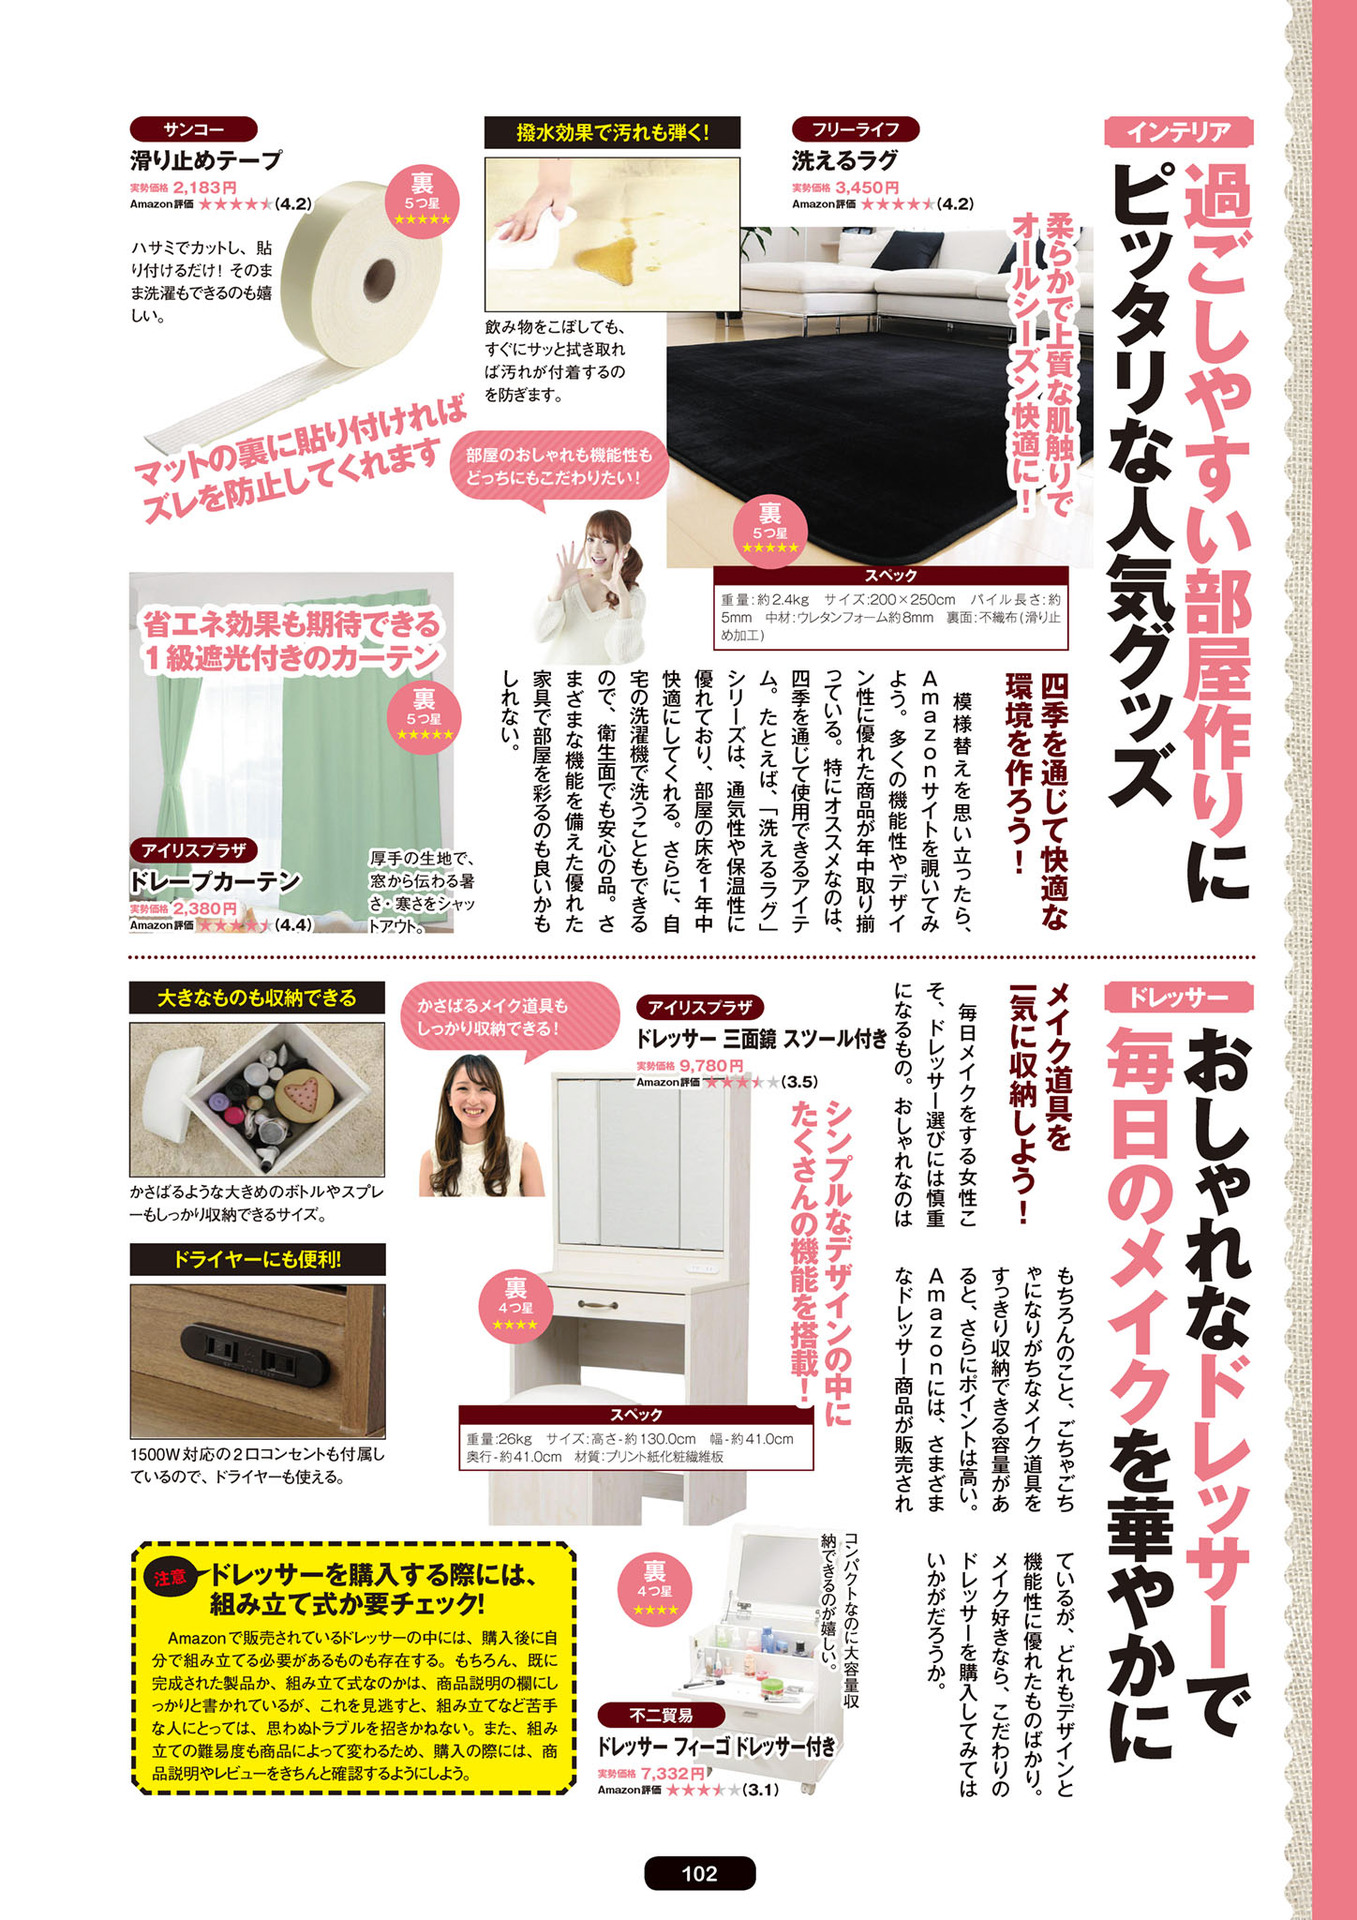 インテリア
過ごしやすい部屋作りに
ピッタリな人気グッズ
フリーライフ
洗えるラグ
実勢価格 3,450円
Amazon評価 ★★★★★(4.2)
柔らかで上質な肌触りで
オールシーズン快適に!
撥水効果で汚れも弾く!
飲み物をこぼしても、
すぐにサッと拭き取れ
ば汚れが付着するの
を防ぎます。
裏
5つ星
★★★★★
スペック
重量:約2.4kg サイズ:200×250cm パイル長さ:約
5mm 中材:ウレタンフォーム約8mm 裏面:不織布(滑り止
め加工)
部屋のおしゃれも機能性も
どっちにもこだわりたい!
サンコー
滑り止めテープ
実勢価格 2,183円
Amazon評価 ★★★★★(4.2)
裏
5つ星
★★★★★
ハサミでカットし、貼
り付けるだけ! そのま
ま洗濯もできるのも嬉
しい。
マットの裏に貼り付ければ
ズレを防止してくれます
省エネ効果も期待できる
1級遮光付きのカーテン
裏
5つ星
★★★★★
アイリスプラザ
ドレープカーテン
実勢価格 2,380円
Amazon評価 ★★★★★(4.4)
厚手の生地で、
窓から伝わる暑
さ・寒さをシャッ
トアウト。
四季を通じて快適な
環境を作ろう!
模様替えを思い立ったら、
Amazonサイトを覗いてみ
よう。多くの機能性やデザイ
ン性に優れた商品が年中取り揃
っている。特にオススメなのは、
四季を通じて使用できるアイテ
ム。たとえば、「洗えるラグ」
シリーズは、通気性や保温性に
優れており、部屋の床を1年中
快適にしてくれる。さらに、自
宅の洗濯機で洗うこともできる
ので、衛生面でも安心の品。さ
まざまな機能を備えた優れた
家具で部屋を彩るのも良いかも
しれない。
ドレッサー
おしゃれなドレッサーで
毎日のメイクを華やかに
メイク道具を
一気に収納しよう!
毎日メイクをする女性こ
そ、ドレッサー選びには慎重
になるもの。おしゃれなのは
もちろんのこと、ごちゃごち
ゃになりがちなメイク道具を
すっきり収納できる容量があ
ると、さらにポイントは高い。
Amazonには、さまざま
なドレッサー商品が販売され
ているが、どれもデザインと
機能性に優れたものばかり。
メイク好きなら、こだわりの
ドレッサーを購入してみては
いかがだろうか。
アイリスプラザ
ドレッサー 三面鏡 スツール付き
実勢価格 9,780円
Amazon評価 ★★★★★(3.5)
シンプルなデザインの中に
たくさんの機能を搭載!
かさばるメイク道具も
しっかり収納できる!
裏
4つ星
★★★★
スペック
重量:26kg サイズ:高さ-約130.0cm 幅-約41.0cm
奥行-約41.0cm 材質:プリント紙化粧繊維板
大きなものも収納できる
かさばるような大きめのボトルやスプレ
ーもしっかり収納できるサイズ。
ドライヤーにも便利!
1500W対応の2口コンセントも付属し
ているので、ドライヤーも使える。
コンパクトなのに大容量収
納できるのが嬉しい。
裏
4つ星
★★★★
不二貿易
ドレッサー フィーゴ ドレッサー付き
実勢価格 7,332円
Amazon評価 ★★★★★(3.1)
注意
ドレッサーを購入する際には、
組み立て式か要チェック!
Amazonで販売されているドレッサーの中には、購入後に自
分で組み立てる必要があるものも存在する。もちろん、既に
完成された製品か、組み立て式なのかは、商品説明の欄にし
っかりと書かれているが、これを見逃すと、組み立てなど苦手
な人にとっては、思わぬトラブルを招きかねない。また、組み
立ての難易度も商品によって変わるため、購入の際には、商
品説明やレビューをきちんと確認するようにしよう。
102